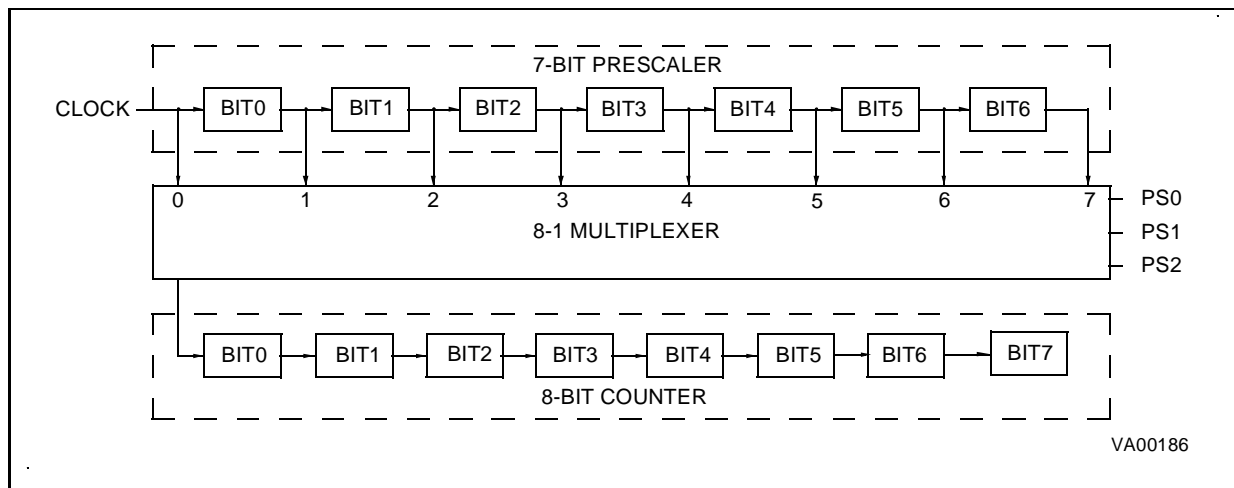 7-BIT PRESCALER
CLOCK BIT0 BIT1 BIT2 BIT3 BIT4 BIT5 BIT6
0 1 2 3 4 5 6 7 PS0
8-1 MULTIPLEXER PS1
PS2
BIT0 BIT1 BIT2 BIT3 BIT4 BIT5 BIT6 BIT7
8-BIT COUNTER
VA00186